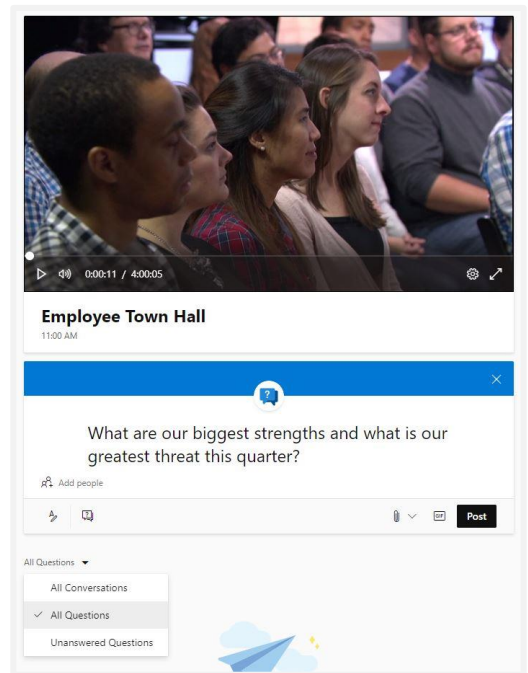 0:00:11 / 4:00:05
Employee Town Hall
11:00 AM
?
What are our biggest strengths and what is our
greatest threat this quarter?
Add people
?
GIF
Post
All Questions
All Conversations
All Questions
Unanswered Questions